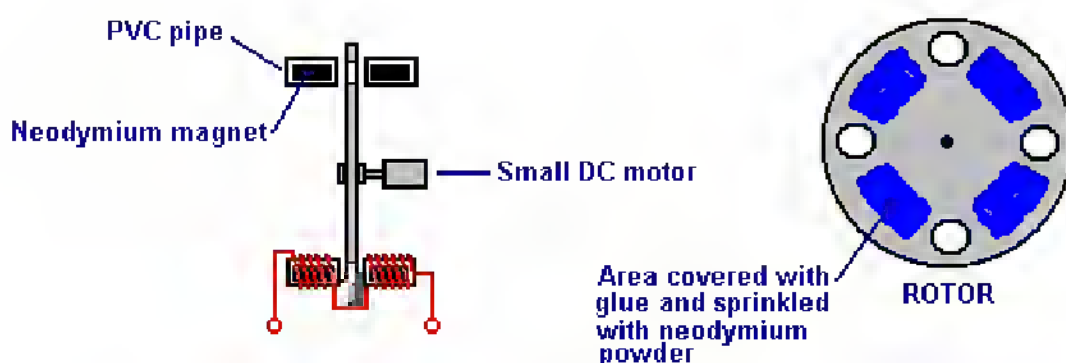 PVC pipe
Neodymium magnet
Small DC motor
Area covered with
glue and sprinkled
with neodymium
powder
ROTOR